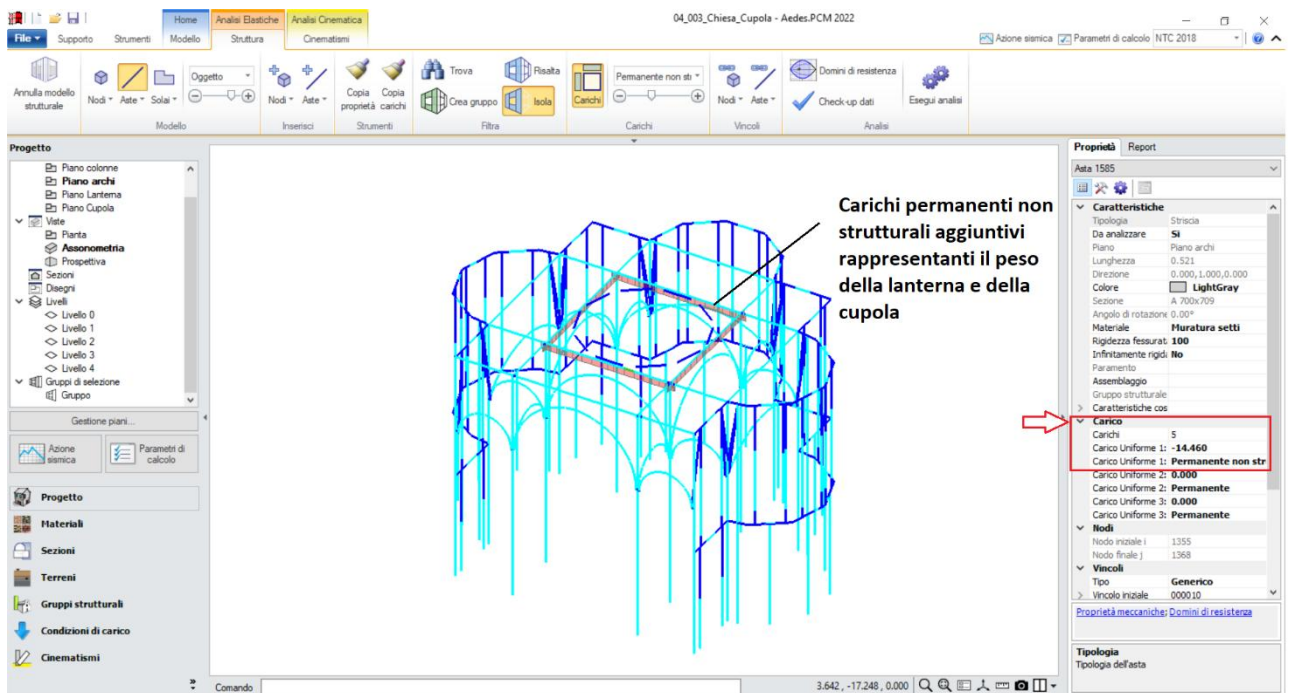 04_003_Chiesa_Cupola - Aedes.PCM 2022
Home
Analisi Elastiche
Analisi Cinematica
File
Supporto
Strumenti
Modello
Struttura
Cinematismi
Azione sismica
Parametri di calcolo
NTC 2018
Annulla modello strutturale
Nodi
Aste
Solai
Oggetto
Modello
Nodi
Aste
Inserisci
Copia proprietà
Copia carichi
Strumenti
Trova
Crea gruppo
Risalta
Isola
Filtra
Carichi
Permanente non str
Carichi
Nodi
Aste
Vincoli
Domini di resistenza
Check-up dati
Esegui analisi
Analisi
Progetto
Piano colonne
Piano archi
Piano Lanterna
Piano Cupola
Viste
Pianta
Assonometria
Prospettiva
Sezioni
Disegni
Livelli
Livello 0
Livello 1
Livello 2
Livello 3
Livello 4
Gruppi di selezione
Gruppo
Gestione piani...
Azione sismica
Parametri di calcolo
Progetto
Materiali
Sezioni
Terreni
Gruppi strutturali
Condizioni di carico
Cinematismi
Carichi permanenti non
strutturali aggiuntivi
rappresentanti il peso
della lanterna e della
cupola
Comando
3.642 , -17.248 , 0.000
Proprietà Report
Asta 1585
Caratteristiche
Tipologia Striscia
Da analizzare Sì
Piano Piano archi
Lunghezza 0.521
Direzione 0.000,1.000,0.000
Colore LightGray
Sezione A 700x709
Angolo di rotazione 0.00°
Materiale Muratura setti
Rigidezza fessurat. 100
Infinitamente rigid. No
Paramento
Assemblaggio
Gruppo strutturale
Caratteristiche cos
Carico
Carichi 5
Carico Uniforme 1: -14.460
Carico Uniforme 1: Permanente non str
Carico Uniforme 2: 0.000
Carico Uniforme 2: Permanente
Carico Uniforme 3: 0.000
Carico Uniforme 3: Permanente
Nodi
Nodo iniziale i 1355
Nodo finale j 1368
Vincoli
Tipo Generico
Vincolo iniziale 000010
Proprietà meccaniche; Domini di resistenza
Tipologia
Tipologia dell'asta